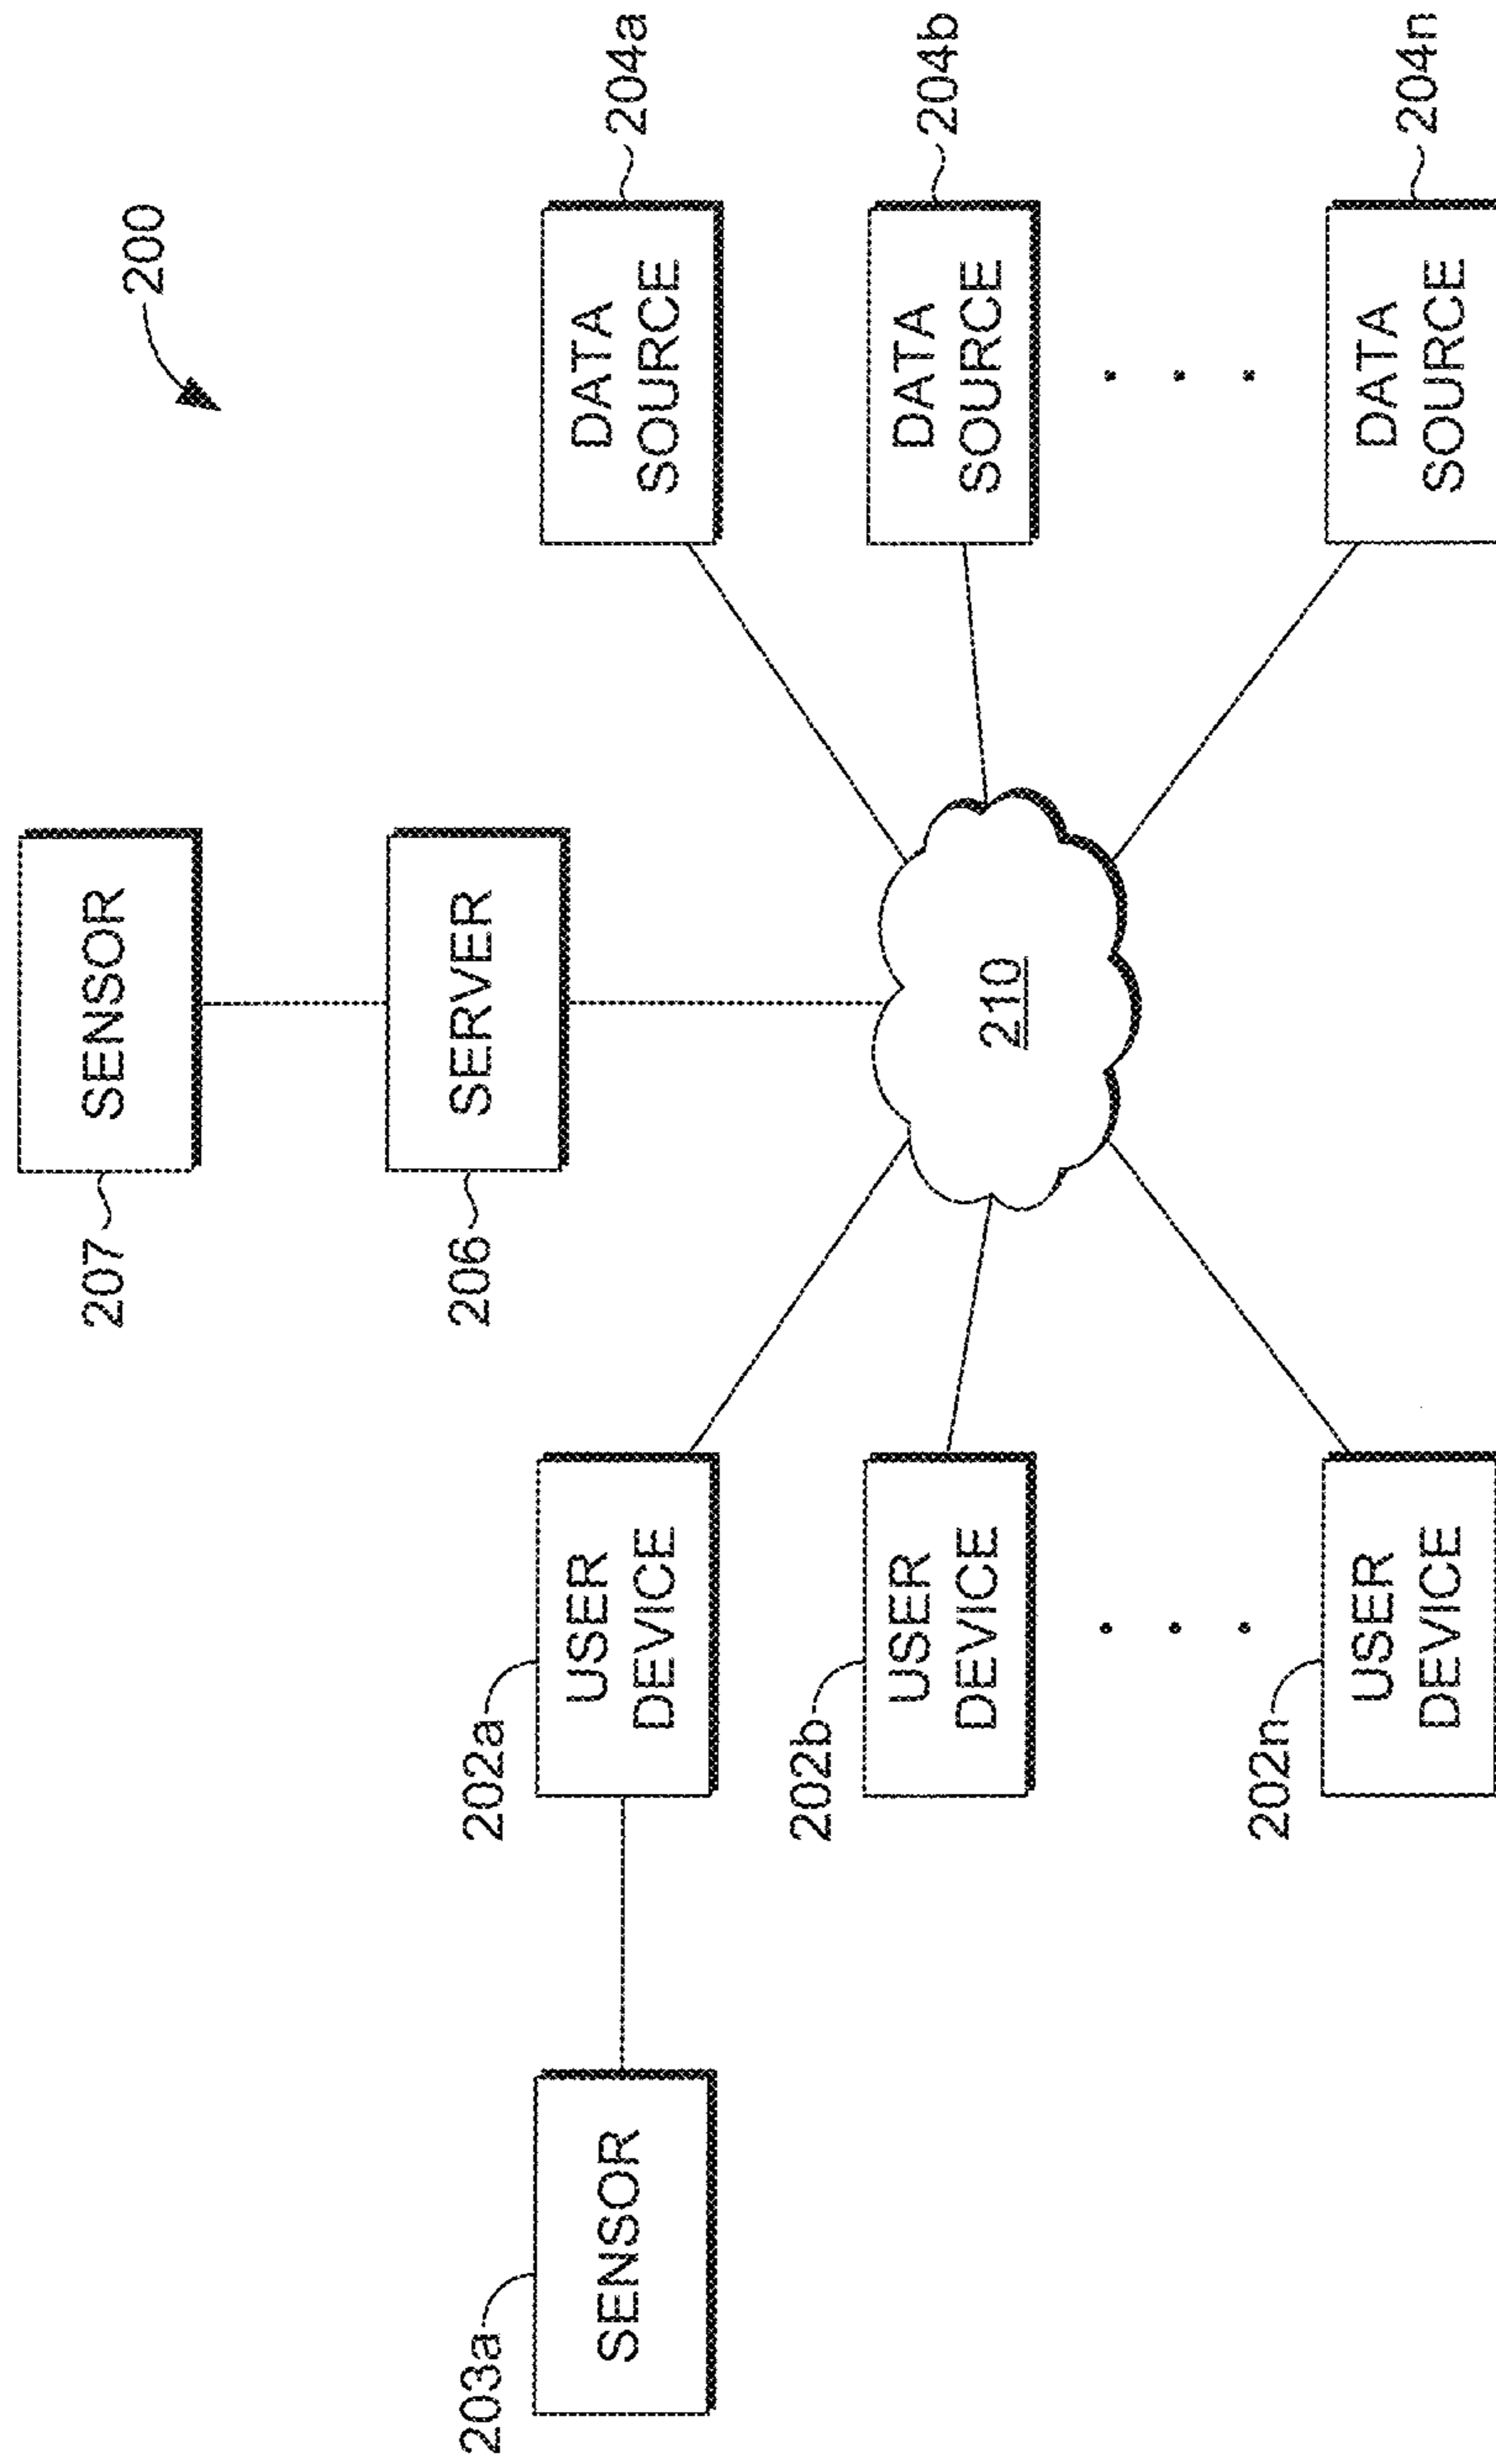 200
SENSOR
207
SERVER
206
210
202a
USER
DEVICE
202b
USER
DEVICE
202n
USER
DEVICE
203a
SENSOR
DATA
SOURCE
204a
DATA
SOURCE
204b
DATA
SOURCE
204n